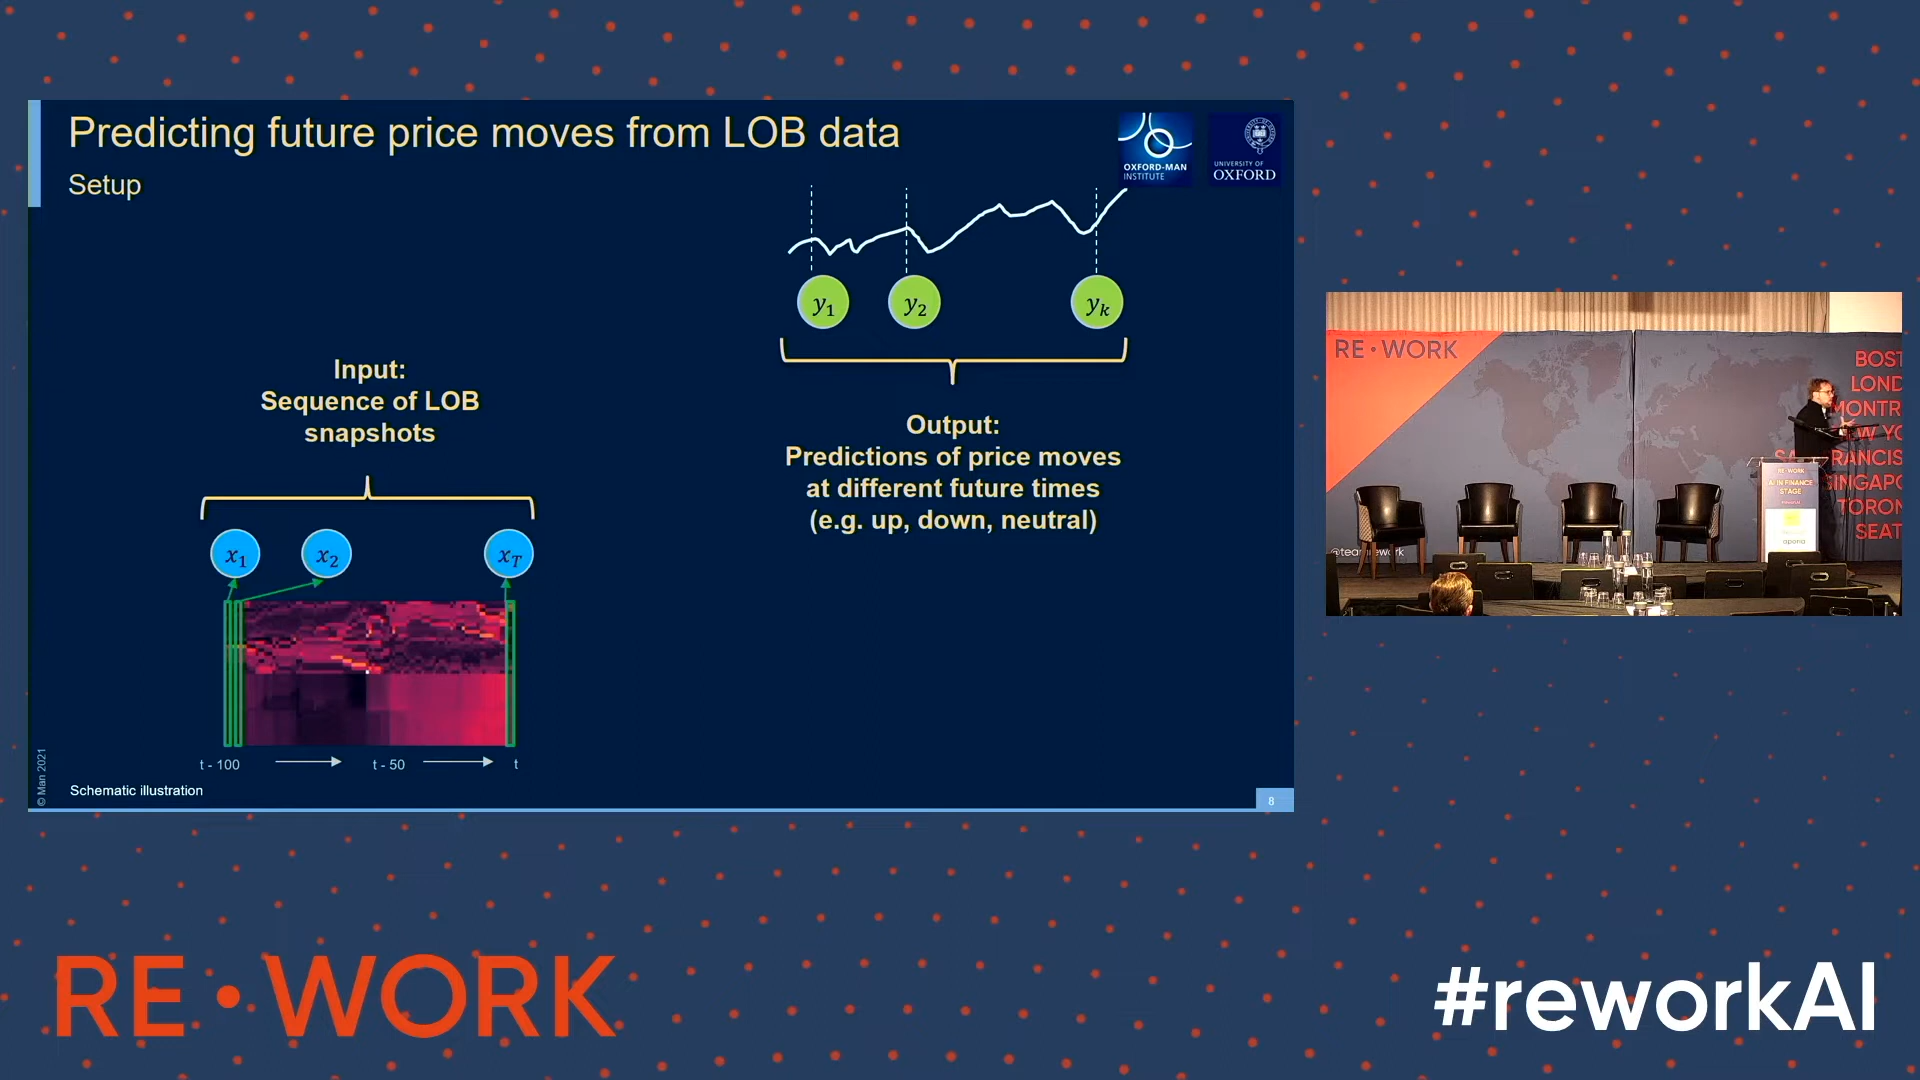 Predicting future price moves from LOB data
Setup
OXFORD-MAN
INSTITUTE
UNIVERSITY OF
OXFORD
y1
y2
yk
Input:
Sequence of LOB
snapshots
Output:
Predictions of price moves
at different future times
(e.g. up, down, neutral)
x1
x2
xT
t - 100
t - 50
t
© Man 2021
Schematic illustration
8
RE•WORK
BOST
LOND
MONTR
W YO
RANCIS
INGAPO
TORON
SEAT
RE•WORK
AI IN FINANCE
STAGE
RE•WORK
#reworkAI